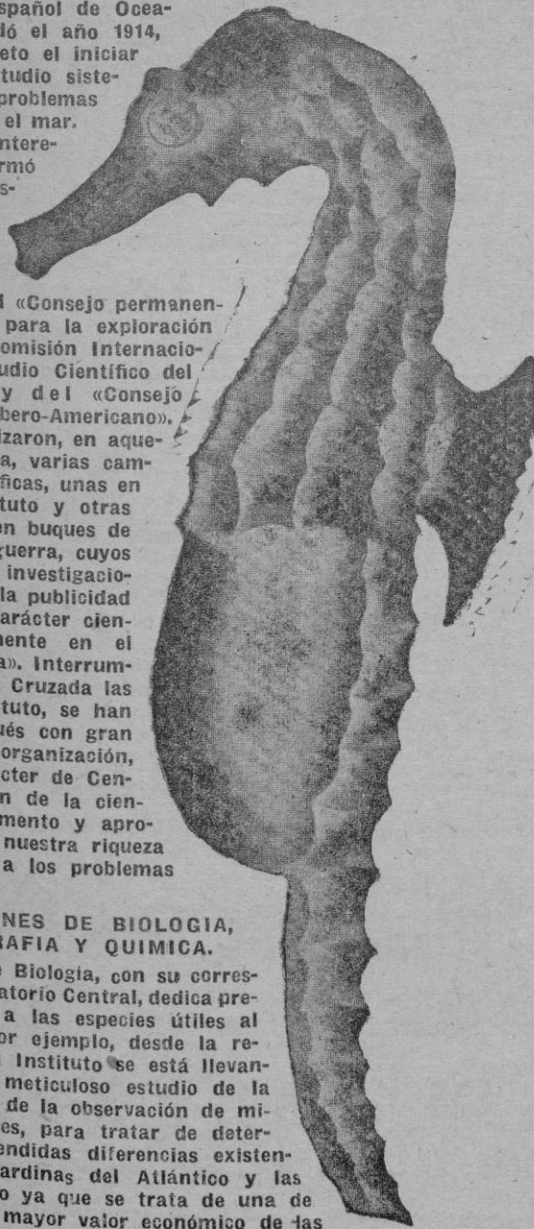 spañol de Ocea-
dó el año 1914,
eto el iniciar
tudio siste-
problemas
el mar.
ntere-
rmó
s-
l «Consejo permanen-
para la exploración
omisión Internacio-
udio Científico del
y del «Consejo
bero-Americano».
izaron, en aque-
a, varias cam-
ficas, unas en
tuto y otras
en buques de
guerra, cuyos
investigacio-
la publicidad
arácter cien-
mente en el
a». Interrum-
Cruzada las
tituto, se han
ués con gran
organización,
cter de Cen-
n de la cien-
mento y apro-
nuestra riqueza
a los problemas
NES DE BIOLOGIA,
RAFIA Y QUIMICA.
e Biología, con su corres-
atorio Central, dedica pre-
a las especies útiles al
or ejemplo, desde la re-
Instituto se está llevan-
meticuloso estudio de la
de la observación de mi-
es, para tratar de deter-
endidas diferencias existen-
ardinas del Atlántico y las
o ya que se trata de una de
mayor valor económico de las